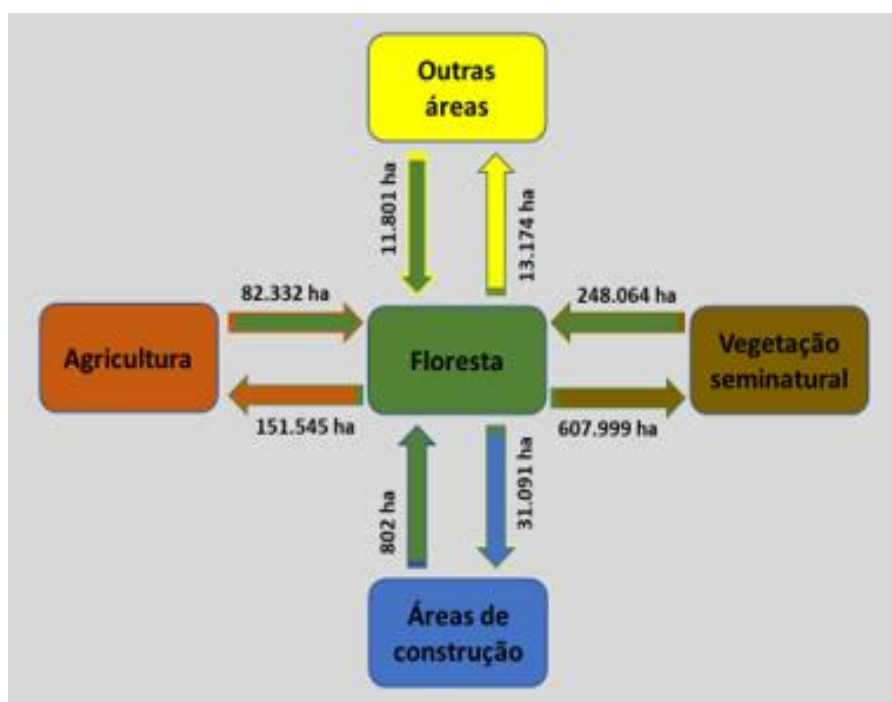 Outras
áreas
11.801 ha
13.174 ha
82.332 ha
248.064 ha
Agricultura
Floresta
Vegetação
seminatural
151.545 ha
607.999 ha
802 ha
31.091 ha
Áreas de
construção